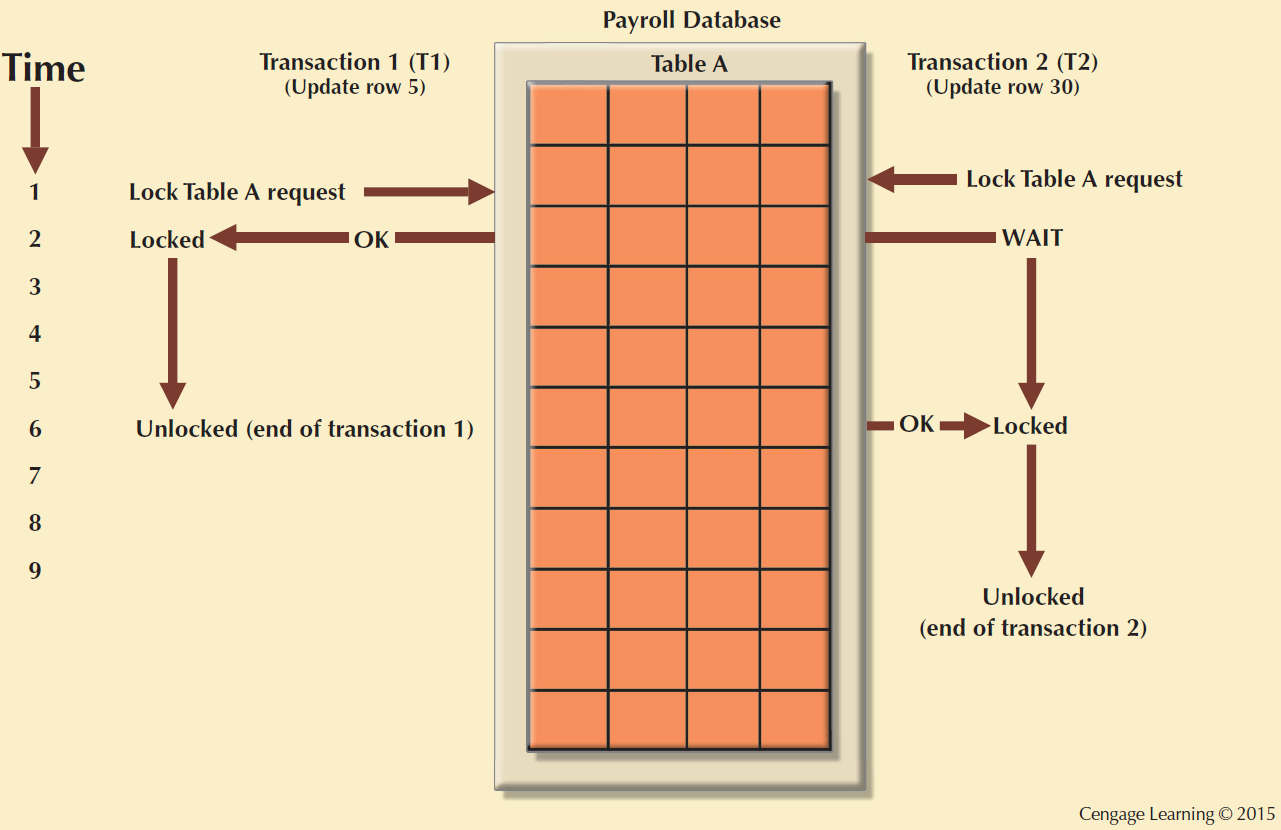 Payroll Database
Time
Transaction 1 (T1)
(Update row 5)
Table A
Transaction 2 (T2)
(Update row 30)
1
Lock Table A request
Lock Table A request
2
Locked
OK
WAIT
3
4
5
6
Unlocked (end of transaction 1)
OK
Locked
7
8
9
Unlocked
(end of transaction 2)
Cengage Learning © 2015